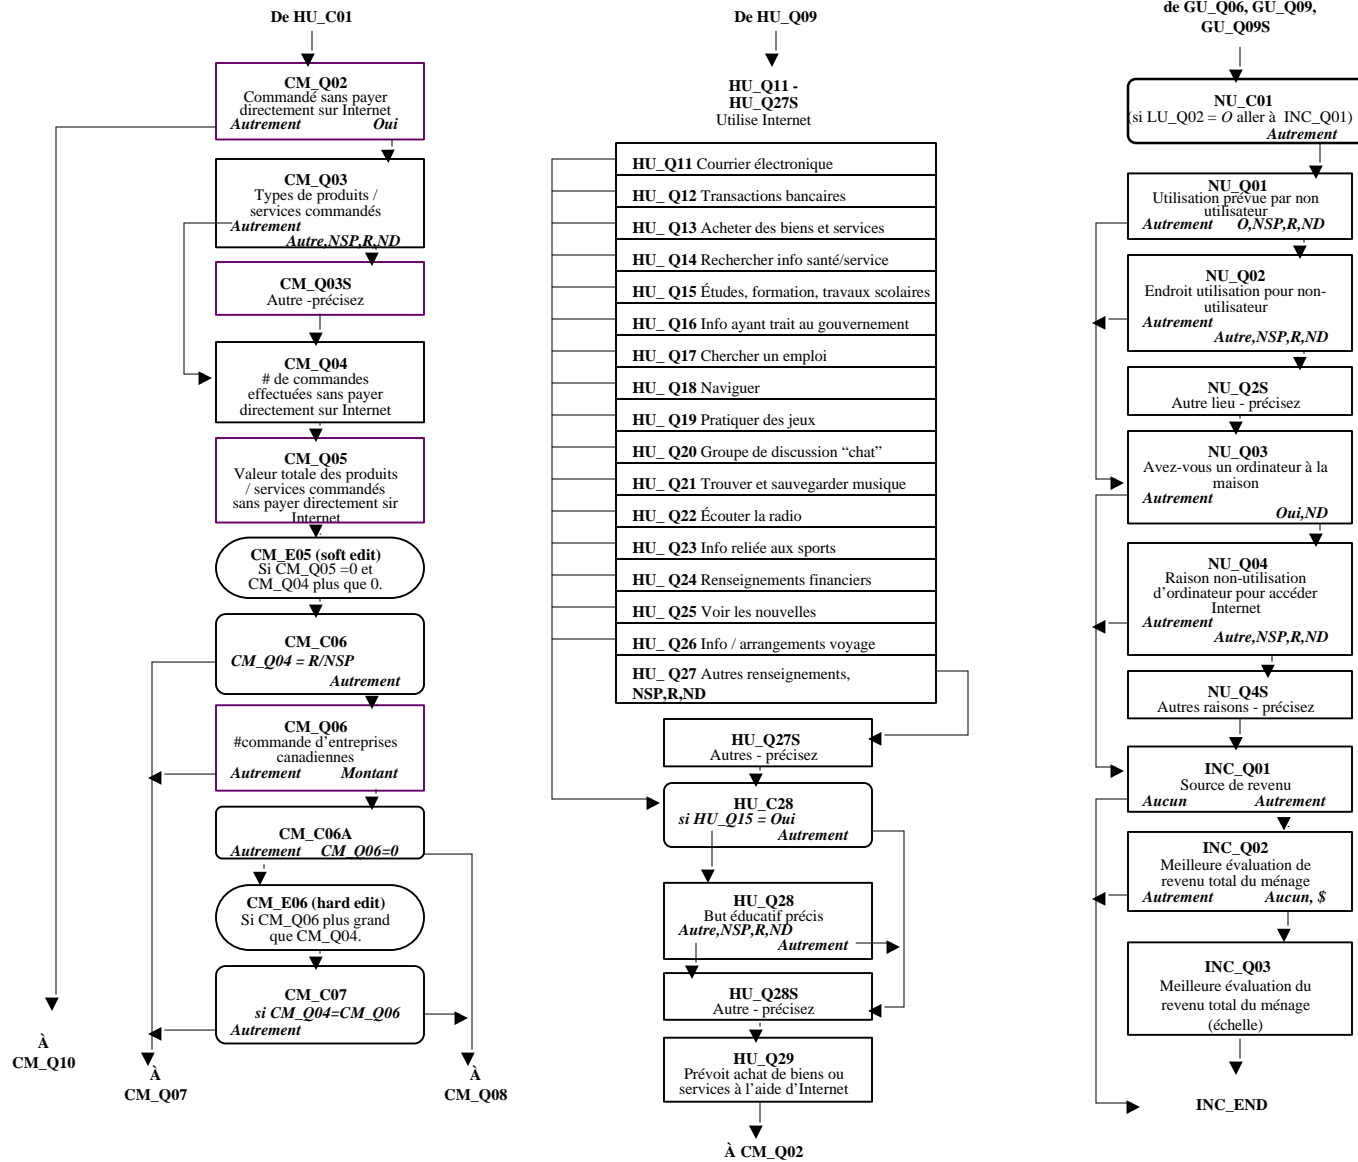 De HU_C01
CM_Q02
Commandé sans payer
directement sur Internet
Autrement Oui
CM_Q03
Types de produits /
services commandés
Autrement
Autre,NSP,R,ND
CM_Q03S
Autre -précisez
CM_Q04
# de commandes
effectuées sans payer
directement sur Internet
CM_Q05
Valeur totale des produits
/ services commandés
sans payer directement sir
Internet
CM_E05 (soft edit)
Si CM_Q05 =0 et
CM_Q04 plus que 0.
CM_C06
CM_Q04 = R/NSP
Autrement
CM_Q06
#commande d'entreprises
canadiennes
Autrement Montant
CM_C06A
Autrement CM_Q06=0
CM_E06 (hard edit)
Si CM_Q06 plus grand
que CM_Q04.
CM_C07
si CM_Q04=CM_Q06
Autrement
À
CM_Q10
À
CM_Q07
À
CM_Q08
De HU_Q09
HU_Q11 -
HU_Q27S
Utilise Internet
HU_Q11 Courrier électronique
HU_ Q12 Transactions bancaires
HU_ Q13 Acheter des biens et services
HU_ Q14 Rechercher info santé/service
HU_ Q15 Études, formation, travaux scolaires
HU_ Q16 Info ayant trait au gouvernement
HU_ Q17 Chercher un emploi
HU_ Q18 Naviguer
HU_ Q19 Pratiquer des jeux
HU_ Q20 Groupe de discussion “chat”
HU_ Q21 Trouver et sauvegarder musique
HU_ Q22 Écouter la radio
HU_ Q23 Info reliée aux sports
HU_ Q24 Renseignements financiers
HU_ Q25 Voir les nouvelles
HU_ Q26 Info / arrangements voyage
HU_ Q27 Autres renseignements,
NSP,R,ND
HU_Q27S
Autres - précisez
HU_C28
si HU_Q15 = Oui
Autrement
HU_Q28
But éducatif précis
Autre,NSP,R,ND
Autrement
HU_Q28S
Autre - précisez
HU_Q29
Prévoit achat de biens ou
services à l'aide d'Internet
À CM_Q02
de GU_Q06, GU_Q09,
GU_Q09S
NU_C01
(si LU_Q02 = O aller à INC_Q01)
Autrement
NU_Q01
Utilisation prévue par non
utilisateur
Autrement O,NSP,R,ND
NU_Q02
Endroit utilisation pour non-
utilisateur
Autrement
Autre,NSP,R,ND
NU_Q2S
Autre lieu - précisez
NU_Q03
Avez-vous un ordinateur à la
maison
Autrement
Oui,ND
NU_Q04
Raison non-utilisation
d'ordinateur pour accéder
Internet
Autrement
Autre,NSP,R,ND
NU_Q4S
Autres raisons - précisez
INC_Q01
Source de revenu
Aucun Autrement
INC_Q02
Meilleure évaluation de
revenu total du ménage
Autrement Aucun, $
INC_Q03
Meilleure évaluation du
revenu total du ménage
(échelle)
INC_END